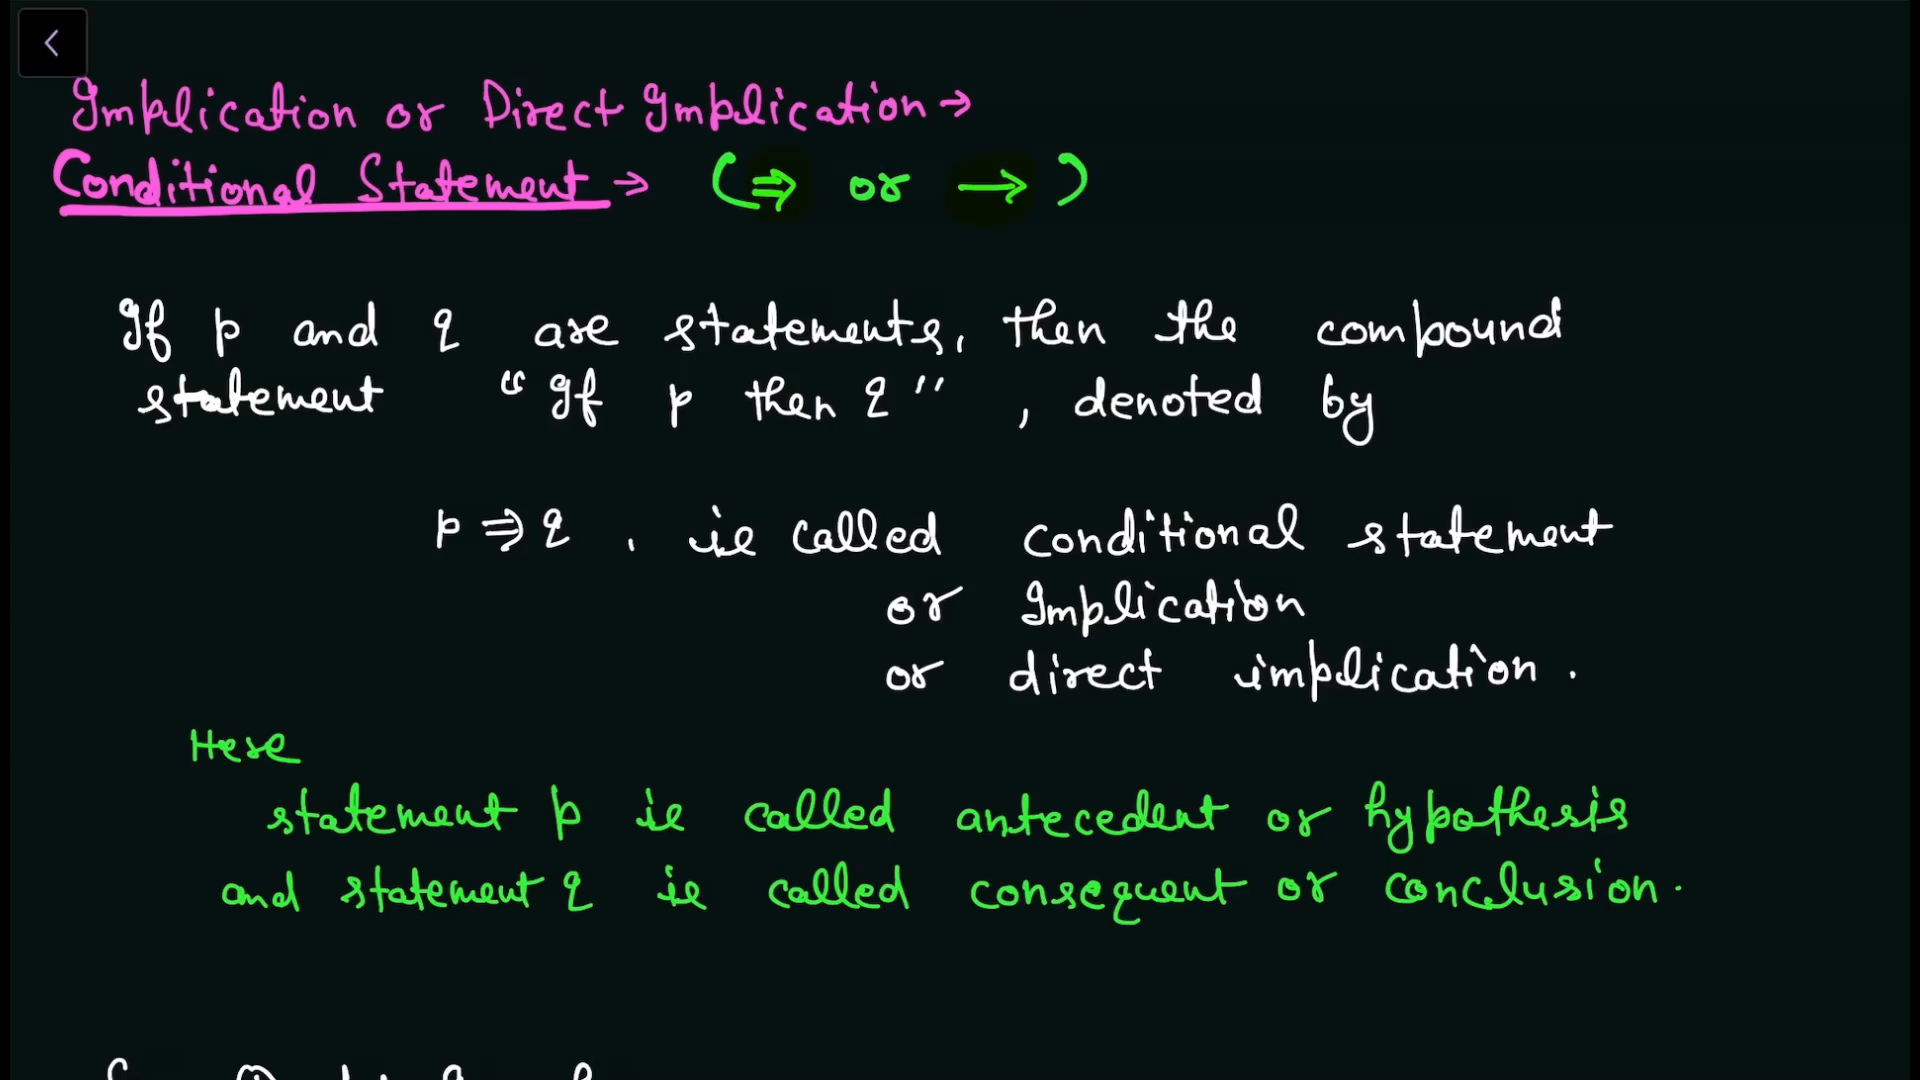 Implication or Direct Implication →
Conditional Statement → (⇒ or →)
If p and q are statements, then the compound
statement "If p then q", denoted by
p ⇒ q, is called conditional statement
or Implication
or direct implication.
Here
statement p is called antecedent or hypothesis
and statement q is called consequent or conclusion.